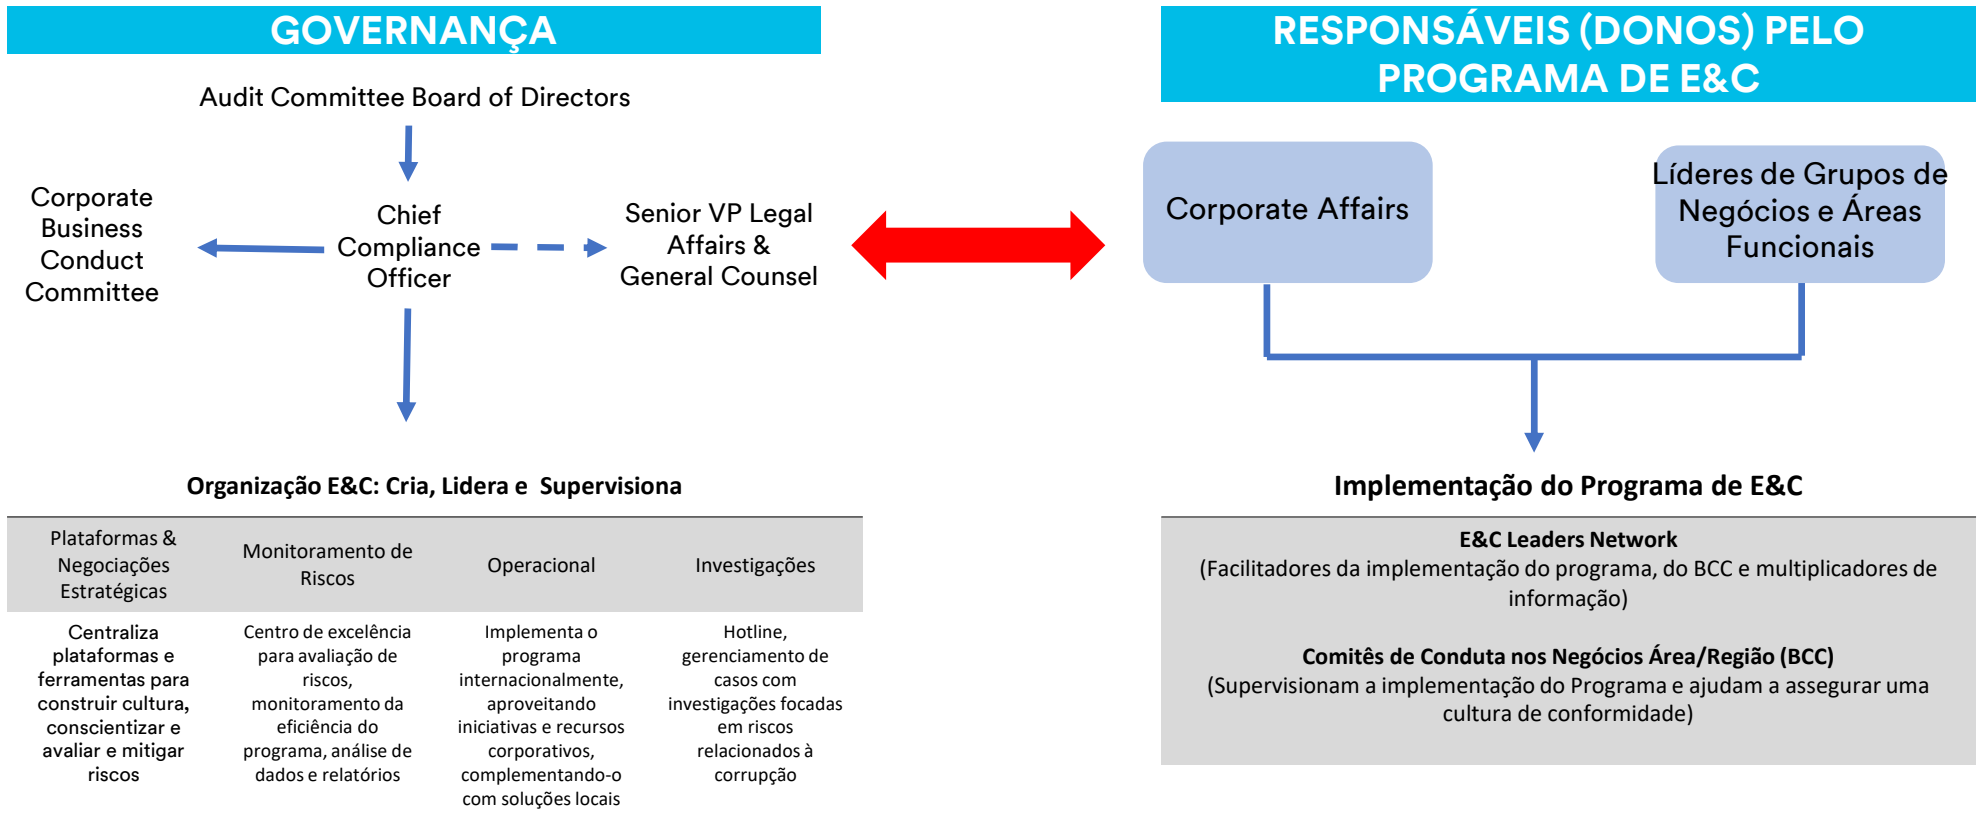 GOVERNANÇA
Audit Committee Board of Directors
Corporate
Business
Conduct
Committee
Chief
Compliance
Officer
Senior VP Legal
Affairs &
General Counsel
Organização E&C: Cria, Lidera e  Supervisiona
Plataformas &
Negociações
Estratégicas
Monitoramento de
Riscos
Operacional
Investigações
Centraliza
plataformas e
ferramentas para
construir cultura,
conscientizar e
avaliar e mitigar
riscos
Centro de excelência
para avaliação de
riscos,
monitoramento da
eficiência do
programa, análise de
dados e relatórios
Implementa o
programa
internacionalmente,
aproveitando
iniciativas e recursos
corporativos,
complementando-o
com soluções locais
Hotline,
gerenciamento de
casos com
investigações focadas
em riscos
relacionados à
corrupção
RESPONSÁVEIS (DONOS) PELO
PROGRAMA DE E&C
Corporate Affairs
Líderes de Grupos de
Negócios e Áreas
Funcionais
Implementação do Programa de E&C
E&C Leaders Network
(Facilitadores da implementação do programa, do BCC e multiplicadores de
informação)
Comitês de Conduta nos Negócios Área/Região (BCC)
(Supervisionam a implementação do Programa e ajudam a assegurar uma
cultura de conformidade)